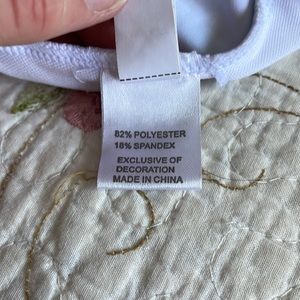 82% POLYESTER
18% SPANDEX
EXCLUSIVE OF
DECORATION
MADE IN CHINA